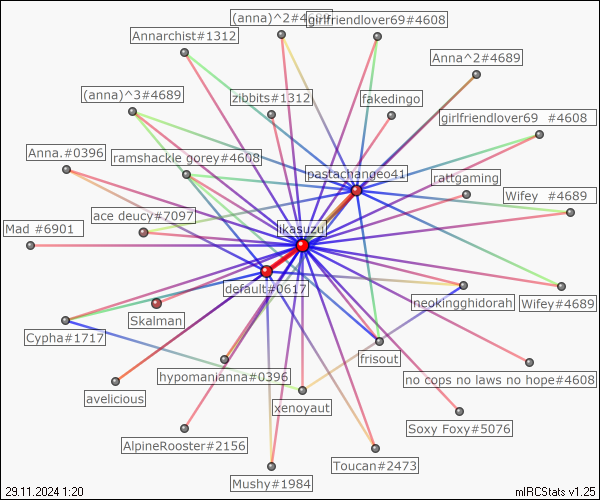 (anna)^2#4689
girlfriendlover69#4608
Annarchist#1312
Anna^2#4689
(anna)^3#4689
zibbits#1312
fakedingo
girlfriendlover69 #4608
Anna.#0396
ramshackle gorey#4608
pastachangeo41
rattgaming
Wifey #4689
ace deucy#7097
Mad #6901
ikasuzu
default#0617
neokingghidorah
Wifey#4689
Skalman
Cypha#1717
frisout
hypomanianna#0396
no cops no laws no hope#4608
avelicious
xenoyaut
Soxy Foxy#5076
AlpineRooster#2156
Toucan#2473
Mushy#1984
29.11.2024 1:20
mIRCStats v1.25